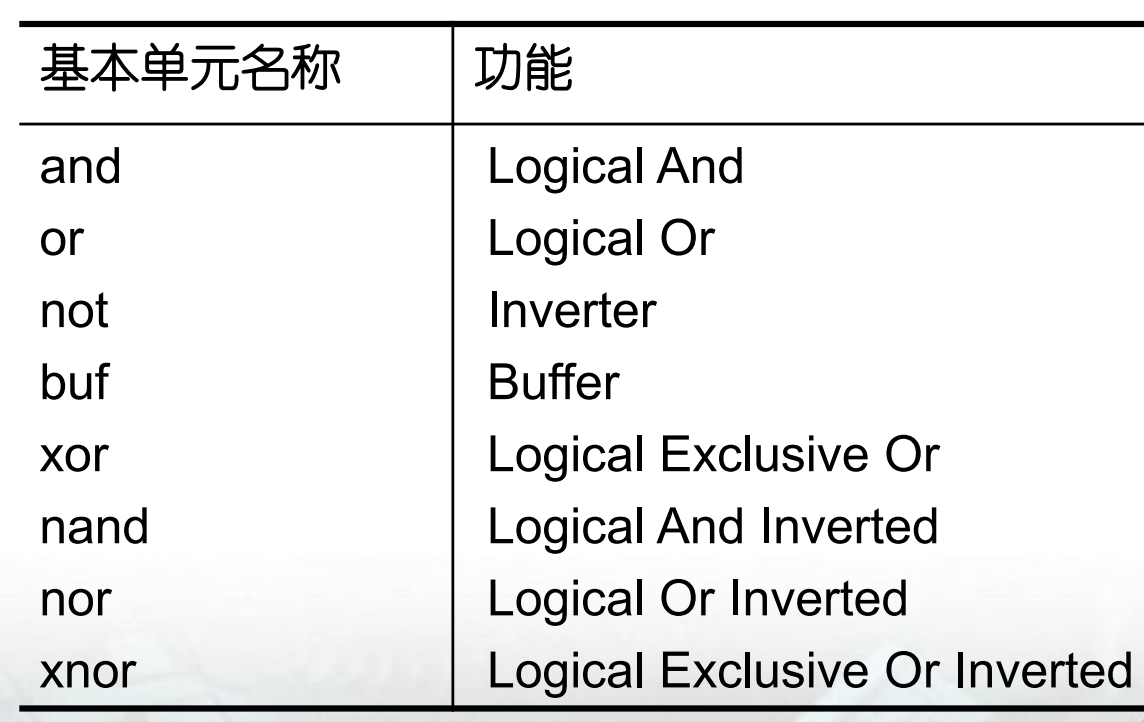 基本单元名称 功能
and Logical And
or Logical Or
not Inverter
buf Buffer
xor Logical Exclusive Or
nand Logical And Inverted
nor Logical Or Inverted
xnor Logical Exclusive Or Inverted